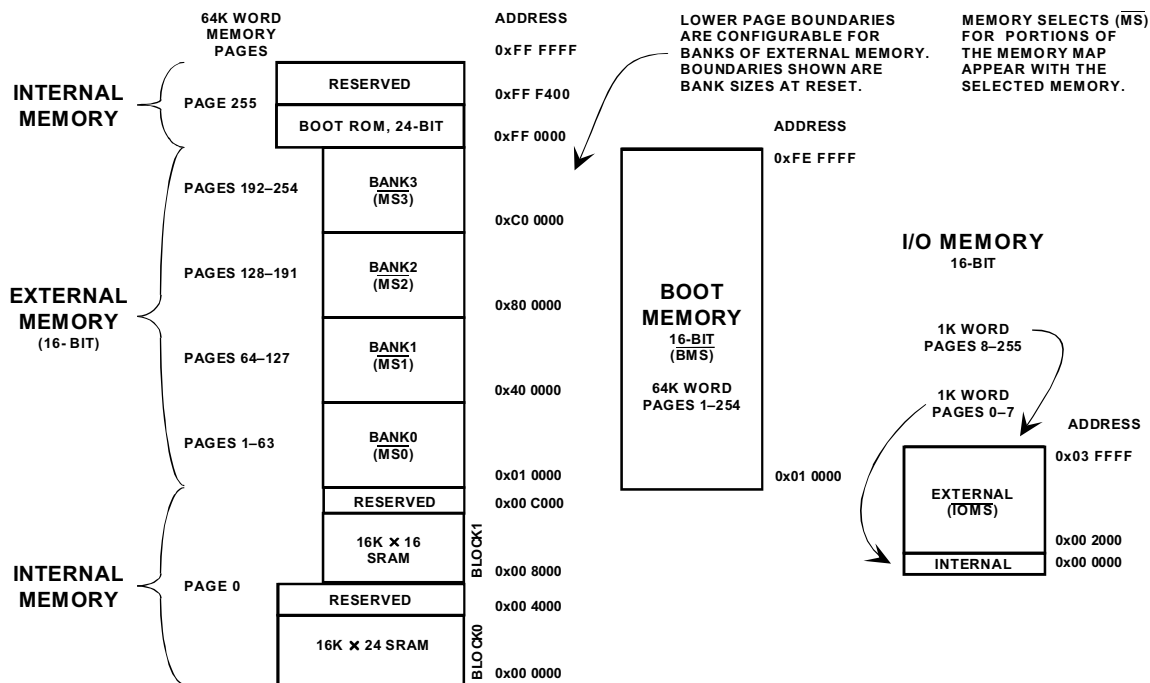 64K WORD
MEMORY
PAGES
ADDRESS
0xFF FFFF
INTERNAL
MEMORY
PAGE 255
RESERVED
0xFF F400
BOOT ROM, 24-BIT
0xFF 0000
EXTERNAL
MEMORY
(16- BIT)
PAGES 192–254
BANK3
(MS3)
0xC0 0000
PAGES 128–191
BANK2
(MS2)
0x80 0000
PAGES 64–127
BANK1
(MS1)
0x40 0000
PAGES 1–63
BANK0
(MS0)
0x01 0000
INTERNAL
MEMORY
PAGE 0
RESERVED
0x00 C000
16K × 16
SRAM
BLOCK1
0x00 8000
RESERVED
0x00 4000
16K × 24 SRAM
BLOCK0
0x00 0000
LOWER PAGE BOUNDARIES
ARE CONFIGURABLE FOR
BANKS OF EXTERNAL MEMORY.
BOUNDARIES SHOWN ARE
BANK SIZES AT RESET.
MEMORY SELECTS (MS)
FOR PORTIONS OF
THE MEMORY MAP
APPEAR WITH THE
SELECTED MEMORY.
ADDRESS
0xFE FFFF
BOOT
MEMORY
16-BIT
(BMS)
64K WORD
PAGES 1–254
0x01 0000
I/O MEMORY
16-BIT
1K WORD
PAGES 8–255
1K WORD
PAGES 0–7
ADDRESS
0x03 FFFF
EXTERNAL
(IOMS)
0x00 2000
INTERNAL
0x00 0000